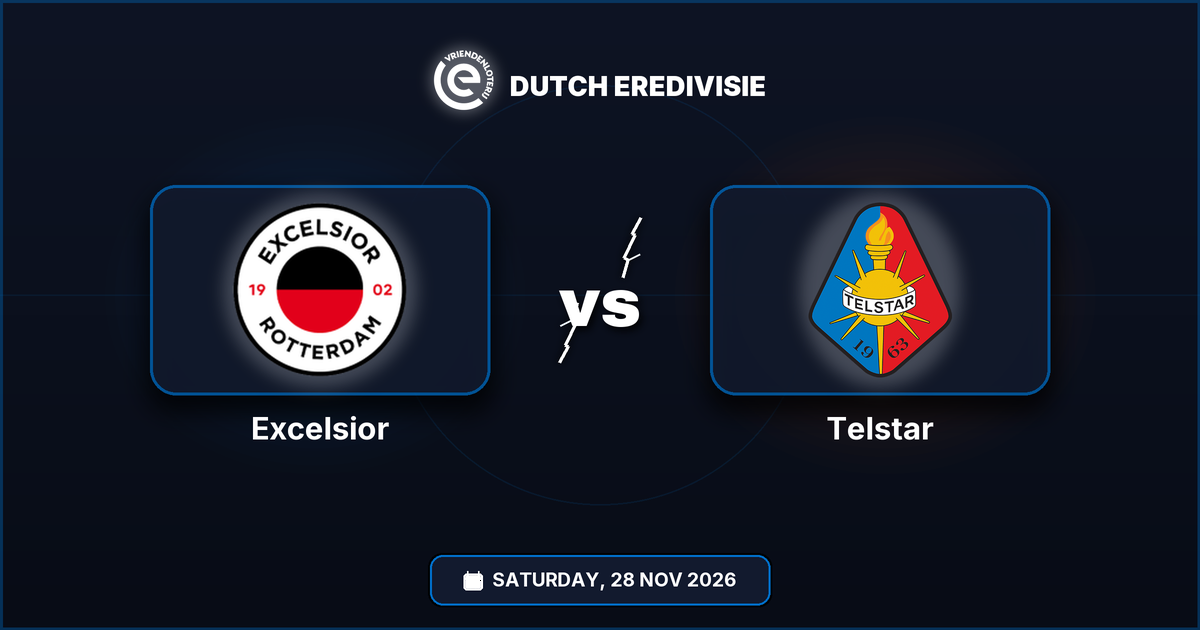 VRIENDENLOTERIJ
DUTCH EREDIVISIE
EXCELSIOR
19 02
ROTTERDAM
vs
TELSTAR
19 63
Excelsior
Telstar
SATURDAY, 28 NOV 2026